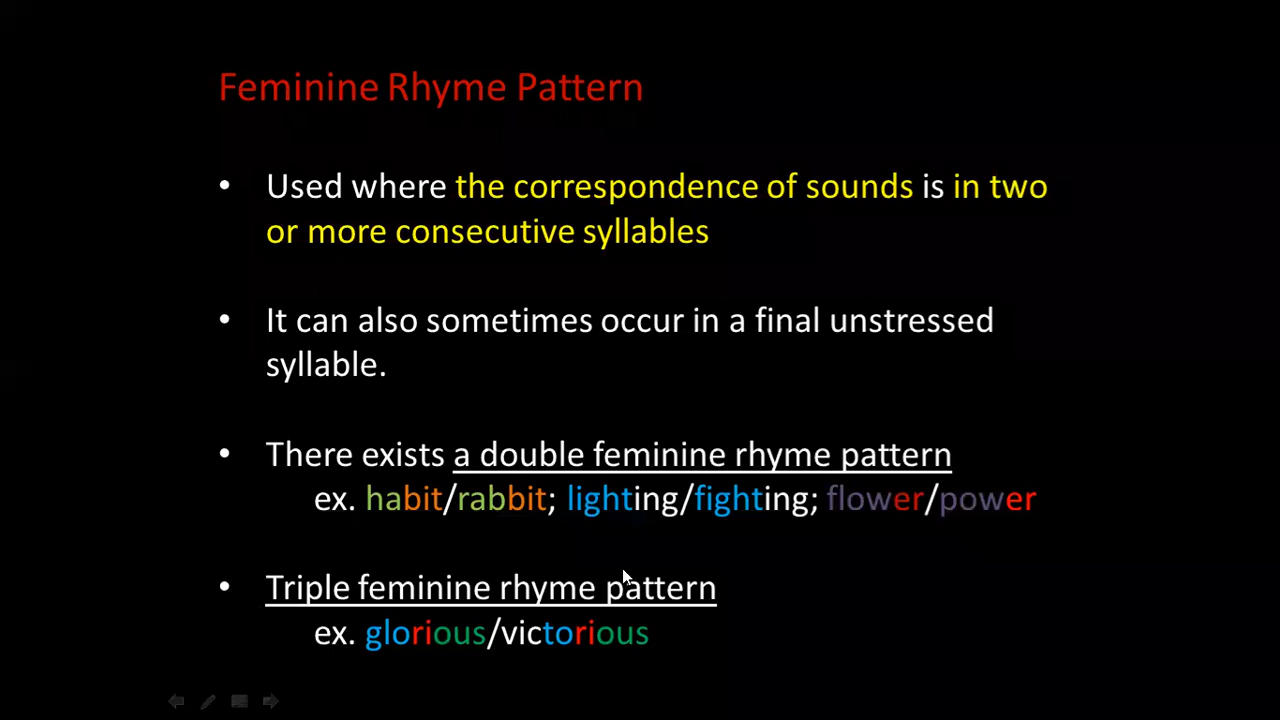 Feminine Rhyme Pattern
• Used where the correspondence of sounds is in two
or more consecutive syllables
• It can also sometimes occur in a final unstressed
syllable.
• There exists a double feminine rhyme pattern
ex. habit/rabbit; lighting/fighting; flower/power
• Triple feminine rhyme pattern
ex. glorious/victorious